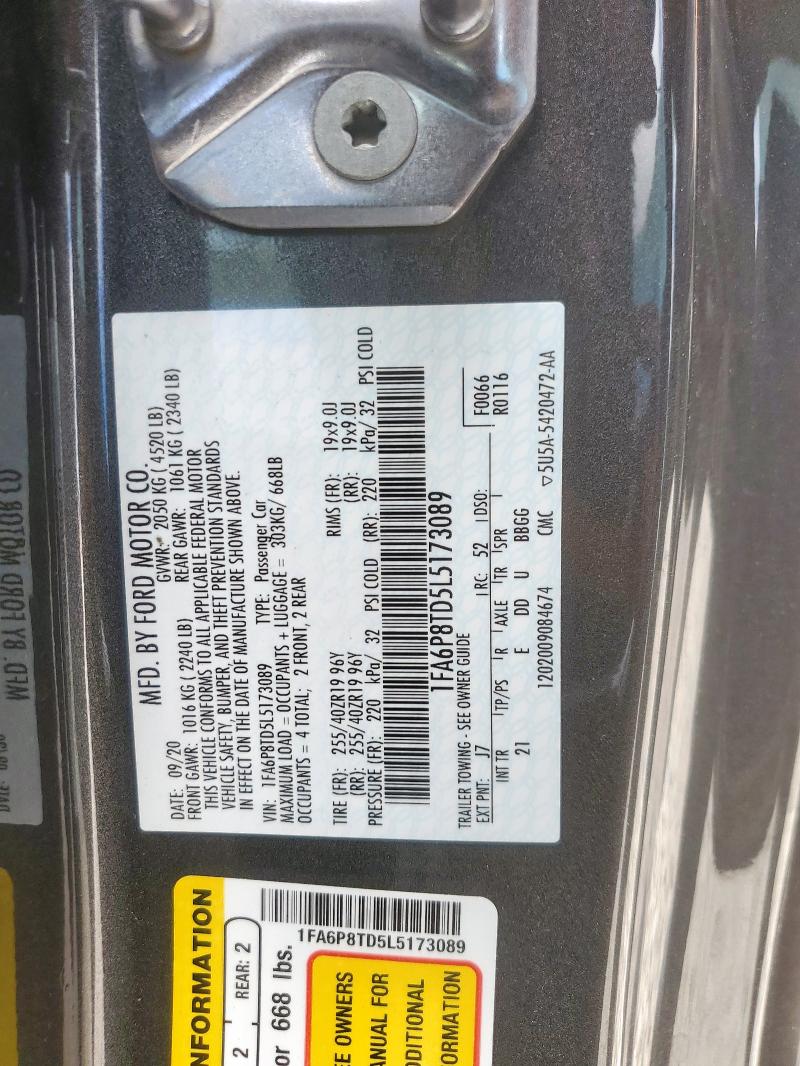 MFD. BY FORD MOTOR CO.
DATE: 09/20 GVWR: 2050 KG ( 4520 LB)
FRONT GAWR: 1016 KG ( 2240 LB) REAR GAWR: 1061 KG ( 2340 LB)
THIS VEHICLE CONFORMS TO ALL APPLICABLE FEDERAL MOTOR
VEHICLE SAFETY, BUMPER, AND THEFT PREVENTION STANDARDS
IN EFFECT ON THE DATE OF MANUFACTURE SHOWN ABOVE.
VIN: 1FA6P8TD5L5173089 TYPE: Passenger Car
MAXIMUM LOAD = OCCUPANTS + LUGGAGE = 303KG/ 668LB
OCCUPANTS = 4 TOTAL; 2 FRONT, 2 REAR
TIRE (FR): 255/40ZR19 96Y RIMS (FR): 19x9.0J
(RR): 255/40ZR19 96Y (RR): 19x9.0J
PRESSURE (FR): 220 kPa/ 32 PSI COLD (RR): 220 kPa/ 32 PSI COLD
1FA6P8TD5L5173089
TRAILER TOWING - SEE OWNER GUIDE
EXT PNT: J7 RC: 52 DSO: F0066
INT TR TP/PS R AXLE TR SPR R0116
21 E DD U BBGG
1202009084674 CMC ▽5U5A-5420472-AA
NFORMATION
2 REAR: 2
or 668 lbs.
1FA6P8TD5L5173089
EE OWNERS
ANUAL FOR
DDITIONAL
ORMATION
MFD. BY FORD MOTOR CO